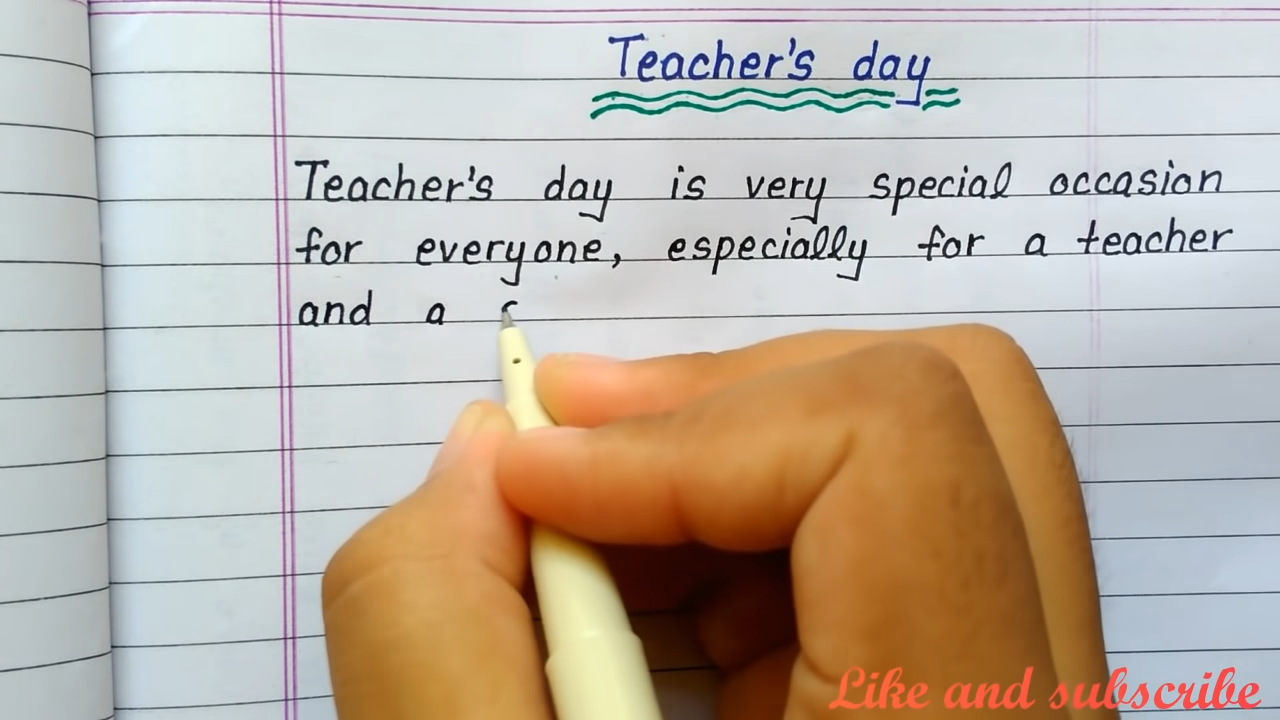 Teacher's day
Teacher's day is very special occasion
for everyone, especially for a teacher
and a
Like and subscribe